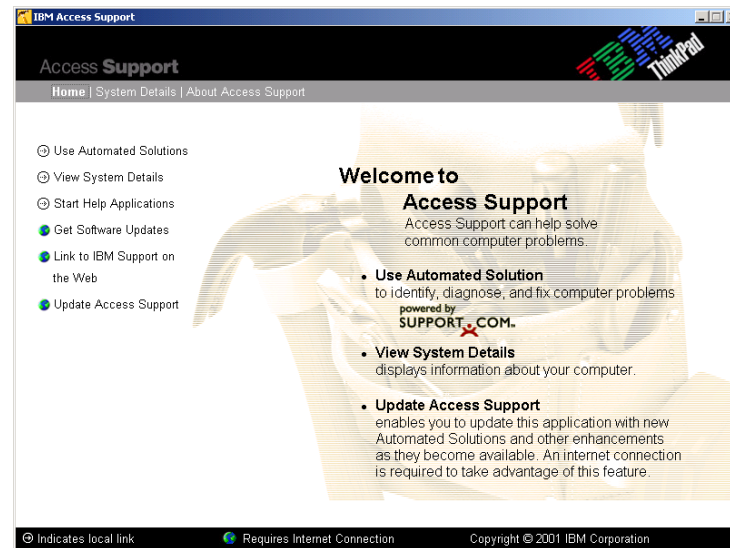 IBM Access Support
Access Support
IBM
ThinkPad
Home | System Details | About Access Support
Use Automated Solutions
View System Details
Start Help Applications
Get Software Updates
Link to IBM Support on
the Web
Update Access Support
Welcome to
Access Support
Access Support can help solve
common computer problems.
• Use Automated Solution
to identify, diagnose, and fix computer problems
powered by
SUPPORT.COM™
• View System Details
displays information about your computer.
• Update Access Support
enables you to update this application with new
Automated Solutions and other enhancements
as they become available. An internet connection
is required to take advantage of this feature.
Indicates local link
Requires Internet Connection
Copyright © 2001 IBM Corporation